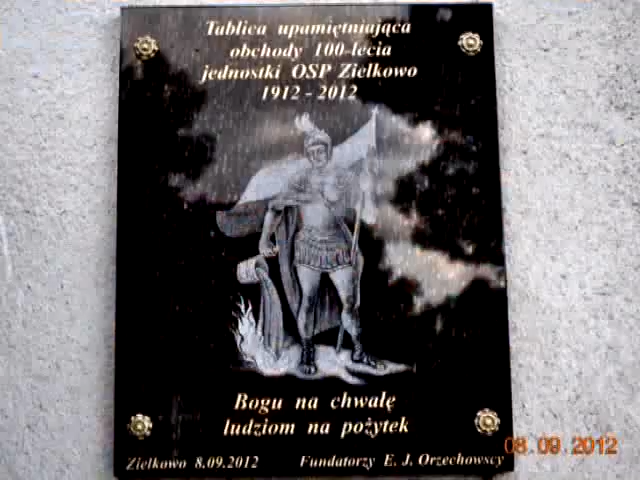 Tablica upamiętniająca
obchody 100-lecia
jednostki OSP Zielkowo
1912 - 2012
Bogu na chwałę
ludziom na pożytek
Zielkowo 8.09.2012 Fundatorzy E. J. Orzechowscy
08.09.2012